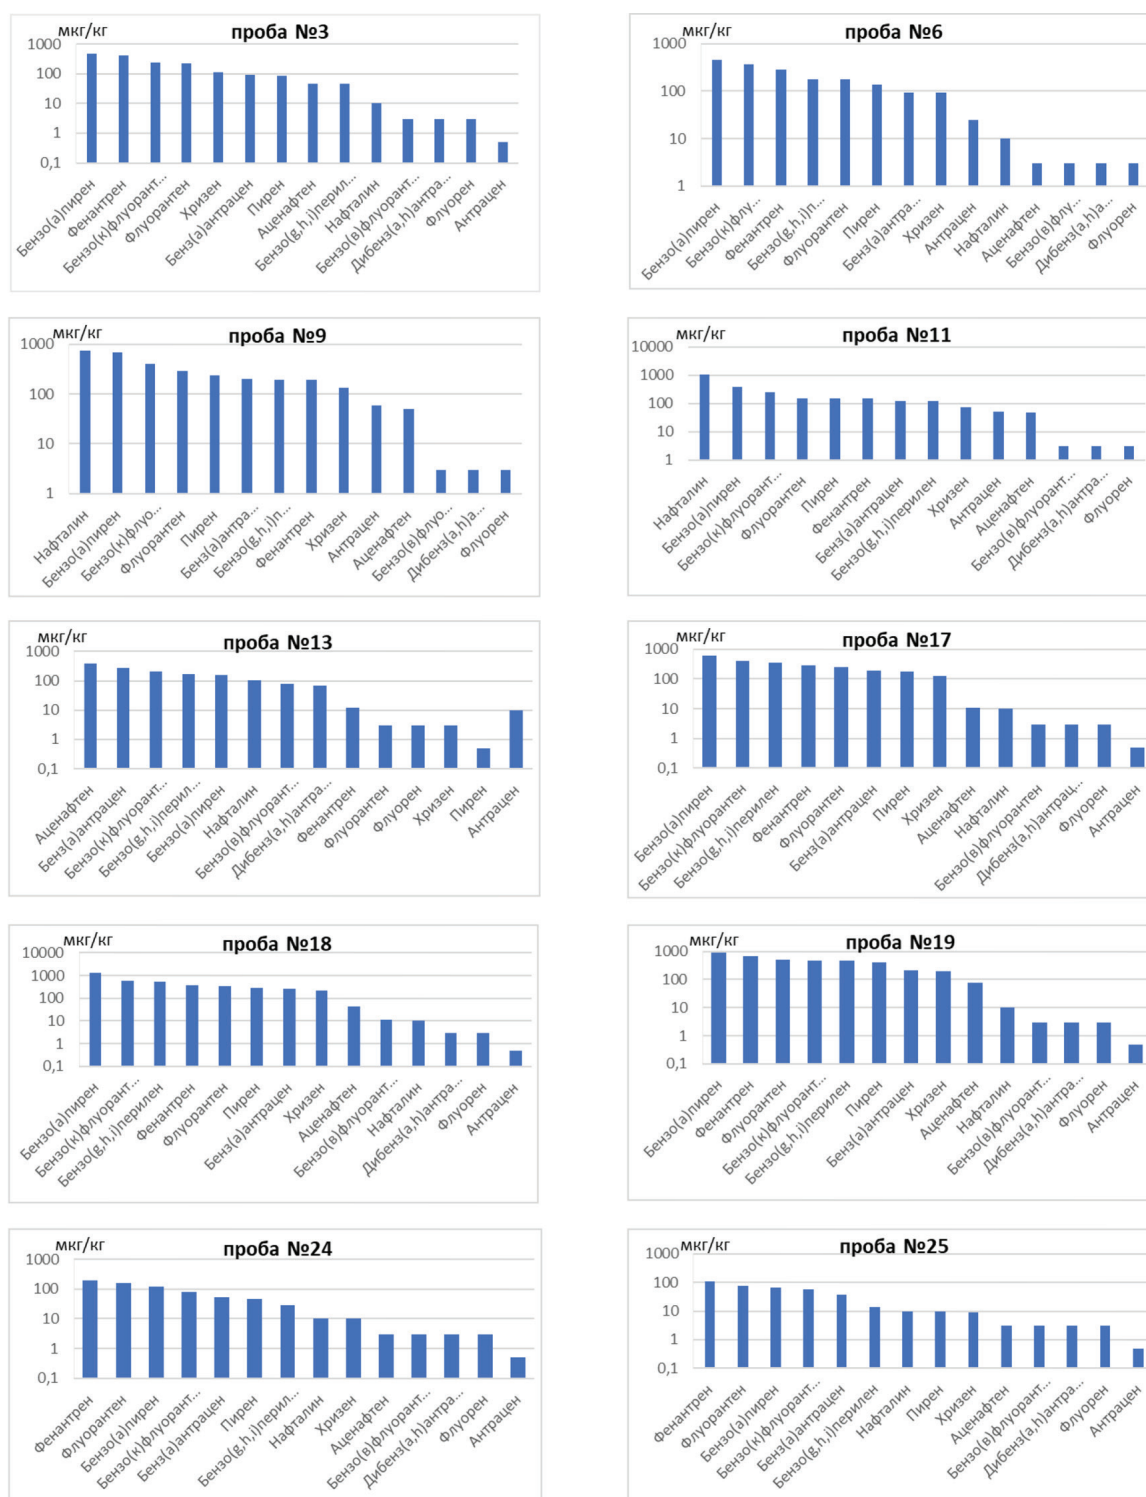 мкг/кг
проба №3
1000
100
10
1
0,1
Бензо(а)пирен
Фенантрен
Бензо(к)флуорант...
Флуорантен
Хризен
Бенз(а)антрацен
Пирен
Аценафтен
Бензо(g,h,i)перил...
Нафталин
Бензо(в)флуорант...
Дибенз(a,h)антра...
Флуорен
Антрацен
мкг/кг
проба №6
1000
100
10
1
Бензо(а)пирен
Бензо(к)флу...
Фенантрен
Бензо(g,h,i)п...
Флуорантен
Пирен
Бенз(а)антра...
Хризен
Антрацен
Нафталин
Аценафтен
Бензо(в)флу...
Дибенз(a,h)а...
Флуорен
мкг/кг
проба №9
1000
100
10
1
Нафталин
Бензо(а)пирен
Бензо(к)флуо...
Флуорантен
Пирен
Бенз(а)антра...
Бензо(g,h,i)п...
Фенантрен
Хризен
Антрацен
Аценафтен
Бензо(в)флуо...
Дибенз(a,h)а...
Флуорен
мкг/кг
проба №11
10000
1000
100
10
1
Нафталин
Бензо(а)пирен
Бензо(к)флуорант...
Флуорантен
Пирен
Фенантрен
Бенз(а)антрацен
Бензо(g,h,i)перилен
Хризен
Антрацен
Аценафтен
Бензо(в)флуорант...
Дибенз(a,h)антра...
Флуорен
мкг/кг
проба №13
1000
100
10
1
0,1
Аценафтен
Бенз(а)антрацен
Бензо(к)флуорант...
Бензо(g,h,i)перил...
Бензо(а)пирен
Нафталин
Бензо(в)флуорант...
Дибенз(a,h)антра...
Фенантрен
Флуорантен
Флуорен
Хризен
Пирен
Антрацен
мкг/кг
проба №17
1000
100
10
1
0,1
Бензо(а)пирен
Бензо(к)флуорантен
Бензо(g,h,i)перилен
Фенантрен
Флуорантен
Бенз(а)антрацен
Пирен
Хризен
Аценафтен
Нафталин
Бензо(в)флуорантен
Дибенз(a,h)антрац...
Флуорен
Антрацен
мкг/кг
проба №18
10000
1000
100
10
1
0,1
Бензо(а)пирен
Бензо(к)флуорант...
Бензо(g,h,i)перилен
Фенантрен
Флуорантен
Пирен
Бенз(а)антрацен
Хризен
Аценафтен
Бензо(в)флуорант...
Нафталин
Дибенз(a,h)антра...
Флуорен
Антрацен
мкг/кг
проба №19
1000
100
10
1
0,1
Бензо(а)пирен
Фенантрен
Флуорантен
Бензо(к)флуорант...
Бензо(g,h,i)перилен
Пирен
Бенз(а)антрацен
Хризен
Аценафтен
Нафталин
Бензо(в)флуорант...
Дибенз(a,h)антра...
Флуорен
Антрацен
мкг/кг
проба №24
1000
100
10
1
0,1
Фенантрен
Флуорантен
Бензо(а)пирен
Бензо(к)флуорант...
Бенз(а)антрацен
Пирен
Бензо(g,h,i)перил...
Нафталин
Хризен
Аценафтен
Бензо(в)флуорант...
Дибенз(a,h)антра...
Флуорен
Антрацен
мкг/кг
проба №25
1000
100
10
1
0,1
Фенантрен
Флуорантен
Бензо(а)пирен
Бензо(к)флуорант...
Бенз(а)антрацен
Бензо(g,h,i)перилен
Нафталин
Пирен
Хризен
Аценафтен
Бензо(в)флуорант...
Дибенз(a,h)антра...
Флуорен
Антрацен